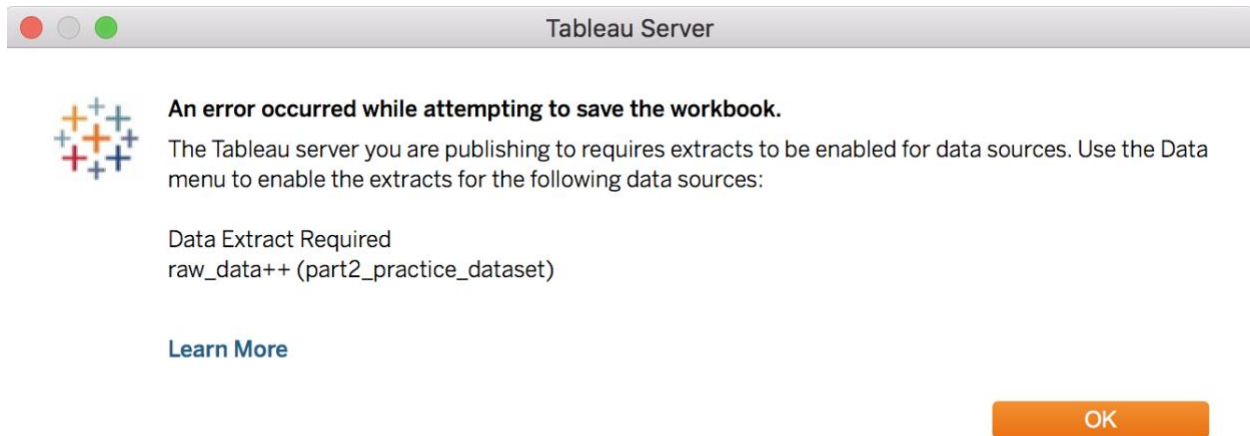 Tableau Server
An error occurred while attempting to save the workbook.
The Tableau server you are publishing to requires extracts to be enabled for data sources. Use the Data
menu to enable the extracts for the following data sources:
Data Extract Required
raw_data++ (part2_practice_dataset)
Learn More
OK